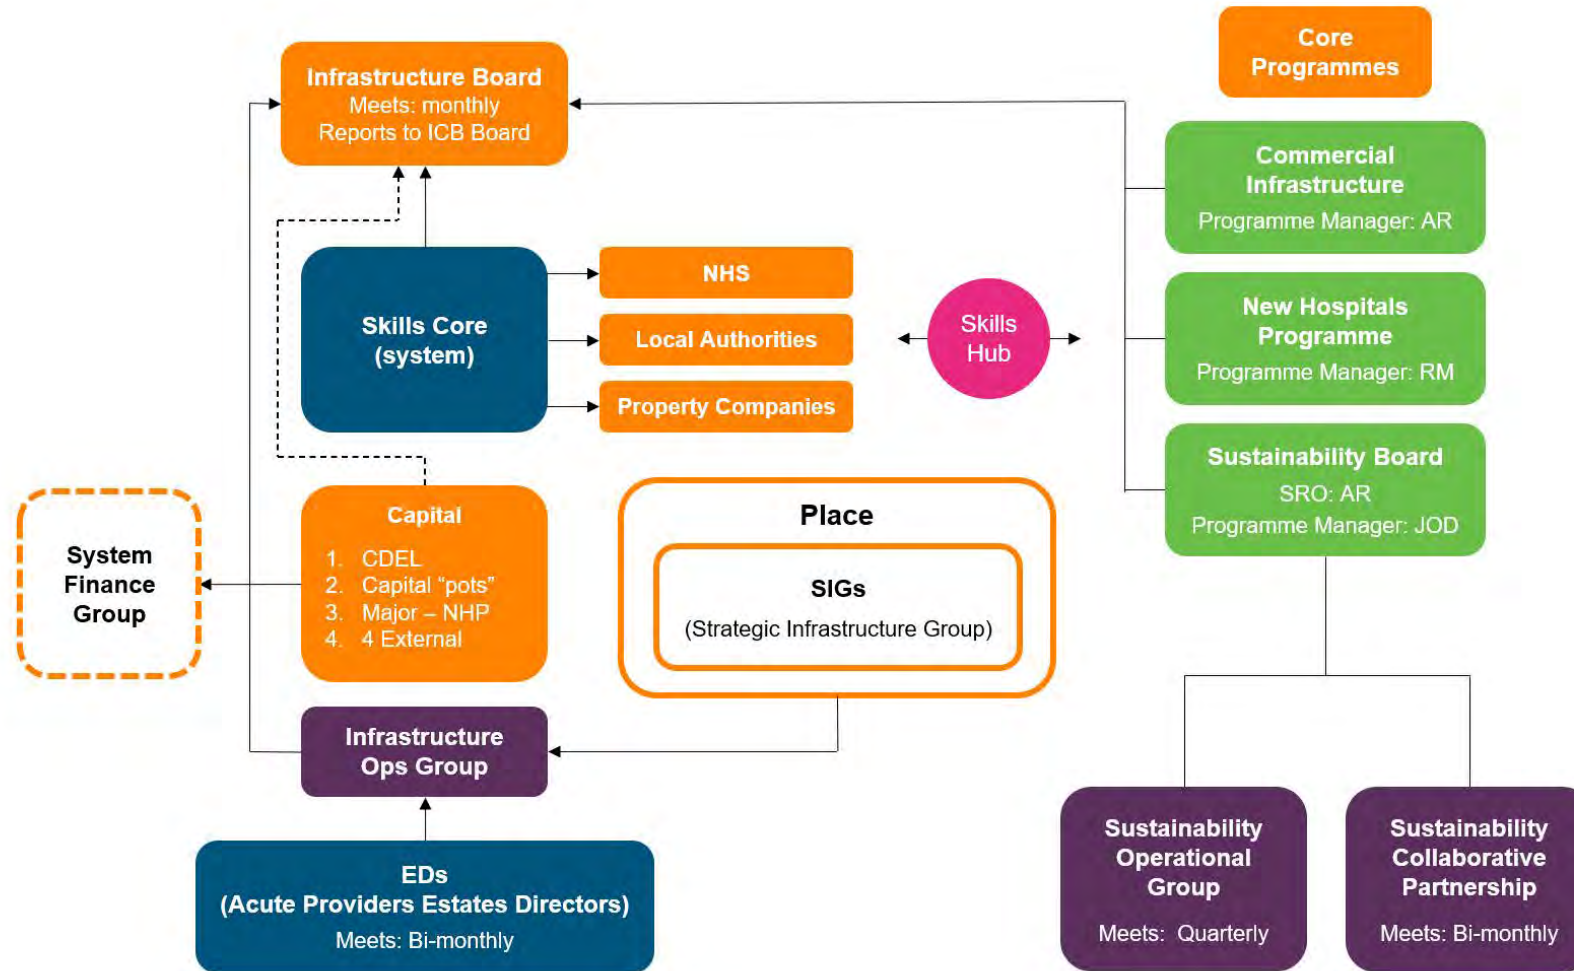 Core
Programmes
Infrastructure Board
Meets: monthly
Reports to ICB Board
Commercial
Infrastructure
Programme Manager: AR
Skills Core
(system)
NHS
Local Authorities
Property Companies
Skills
Hub
New Hospitals
Programme
Programme Manager: RM
Sustainability Board
SRO: AR
Programme Manager: JOD
System
Finance
Group
Capital
1. CDEL
2. Capital “pots”
3. Major – NHP
4. 4 External
Place
SIGs
(Strategic Infrastructure Group)
Infrastructure
Ops Group
EDs
(Acute Providers Estates Directors)
Meets: Bi-monthly
Sustainability
Operational
Group
Meets: Quarterly
Sustainability
Collaborative
Partnership
Meets: Bi-monthly